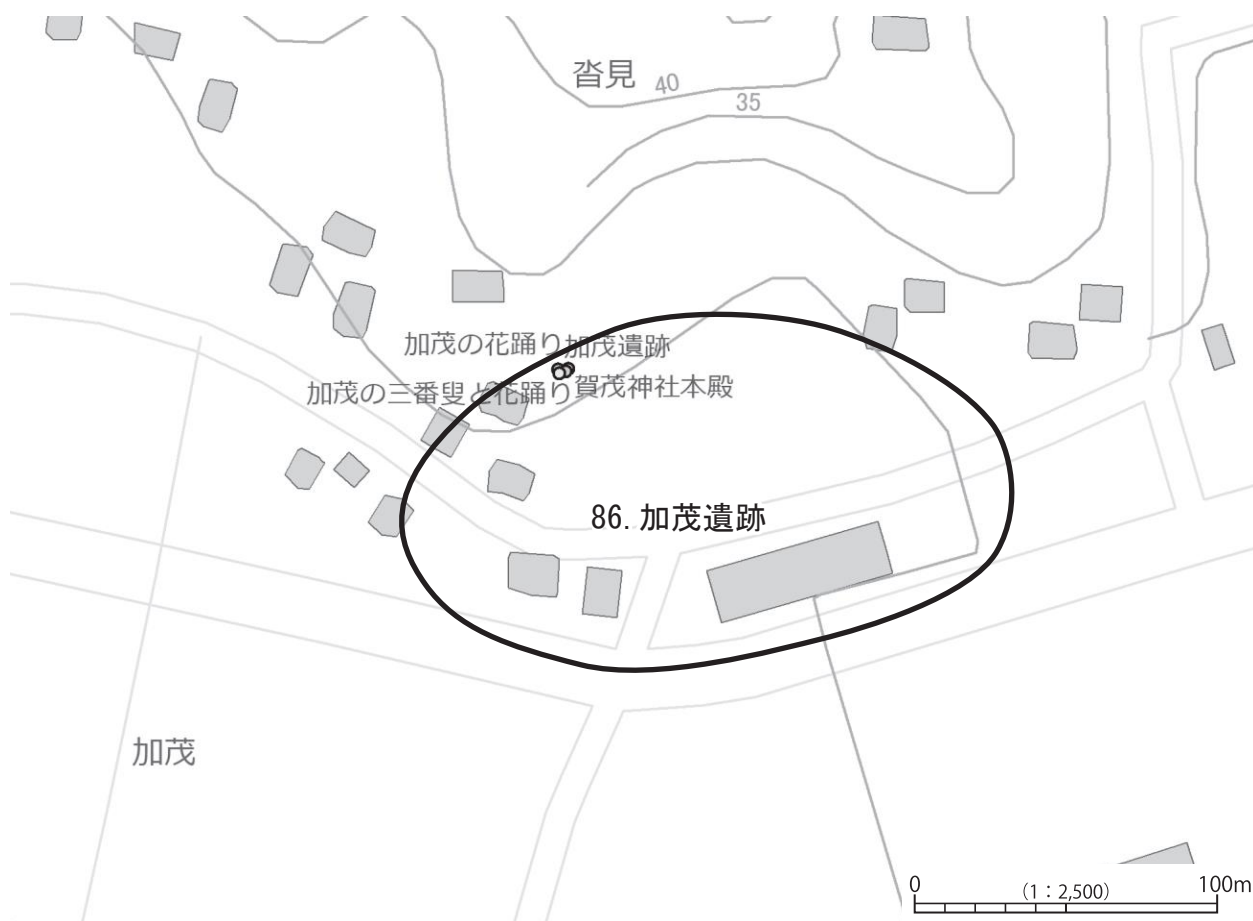 沓見
40
35
加茂の花踊り
加茂遺跡
加茂の三番叟と花踊り
賀茂神社本殿
86. 加茂遺跡
加茂
0
(1:2,500)
100m